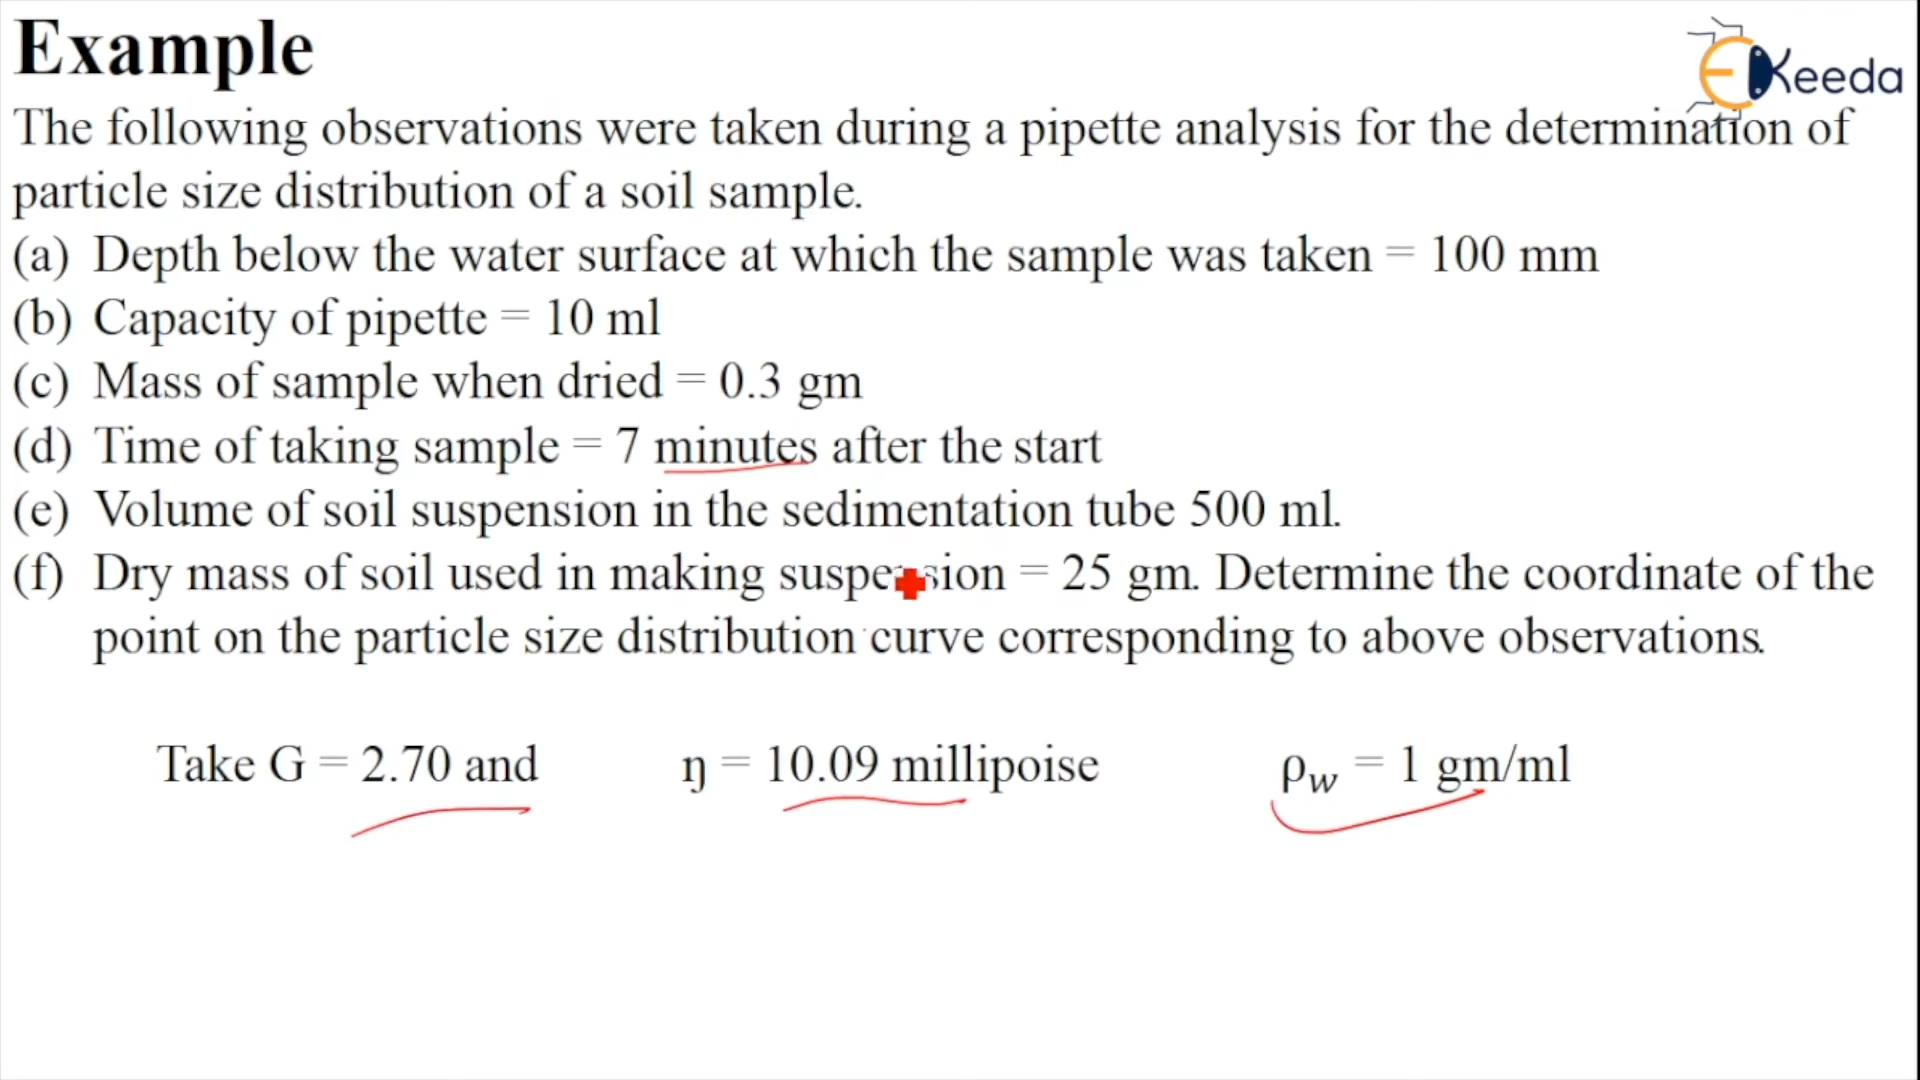 Example
EKeeda
The following observations were taken during a pipette analysis for the determination of
particle size distribution of a soil sample.
(a) Depth below the water surface at which the sample was taken = 100 mm
(b) Capacity of pipette = 10 ml
(c) Mass of sample when dried = 0.3 gm
(d) Time of taking sample = 7 minutes after the start
(e) Volume of soil suspension in the sedimentation tube 500 ml.
(f) Dry mass of soil used in making suspension = 25 gm. Determine the coordinate of the
point on the particle size distribution curve corresponding to above observations.
Take G = 2.70 and ŋ = 10.09 millipoise ρw = 1 gm/ml